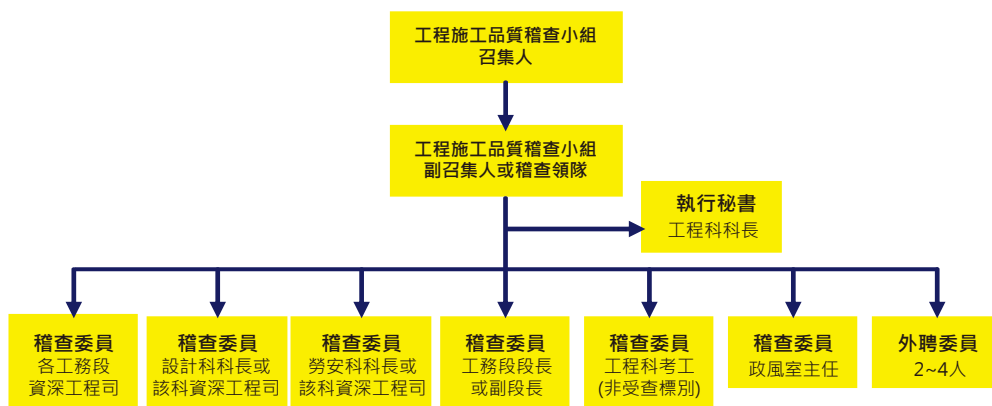 工程施工品質稽查小組
召集人
工程施工品質稽查小組
副召集人或稽查領隊
執行秘書
工程科科長
稽查委員
各工務段
資深工程司
稽查委員
設計科科長或
該科資深工程司
稽查委員
勞安科科長或
該科資深工程司
稽查委員
工務段段長
或副段長
稽查委員
工程科考工
(非受查標別)
稽查委員
政風室主任
外聘委員
2~4人